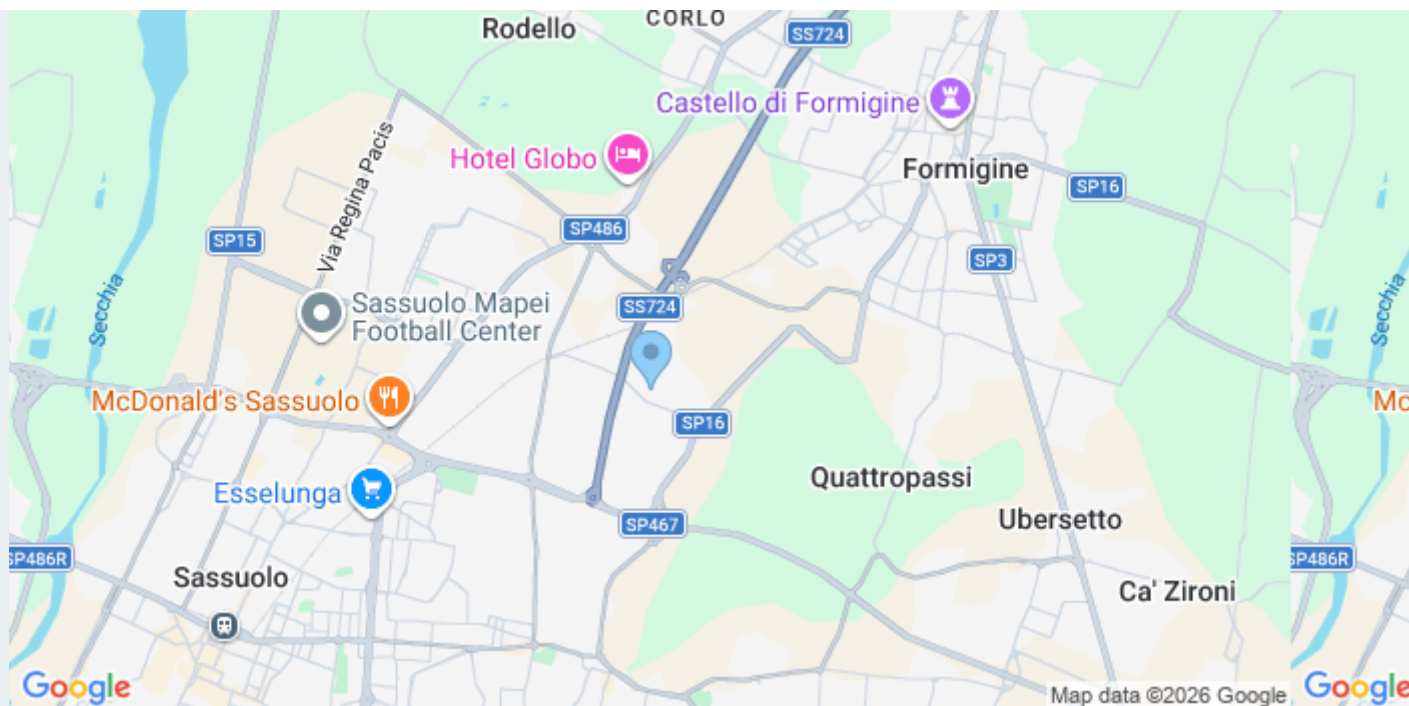 CORLO
Rodello
SS724
Castello di Formigine
Via Regina Pacis
Hotel Globo
Formigine
SP16
SP486
SP15
SP3
Secchia
Secchia
Sassuolo Mapei
Football Center
SS724
McDonald's Sassuolo
Mc
SP16
Quattropassi
Esselunga
Ubersetto
SP467
SP486R
SP486R
Sassuolo
Ca' Zironi
Google
Map data ©2026 Google
Google